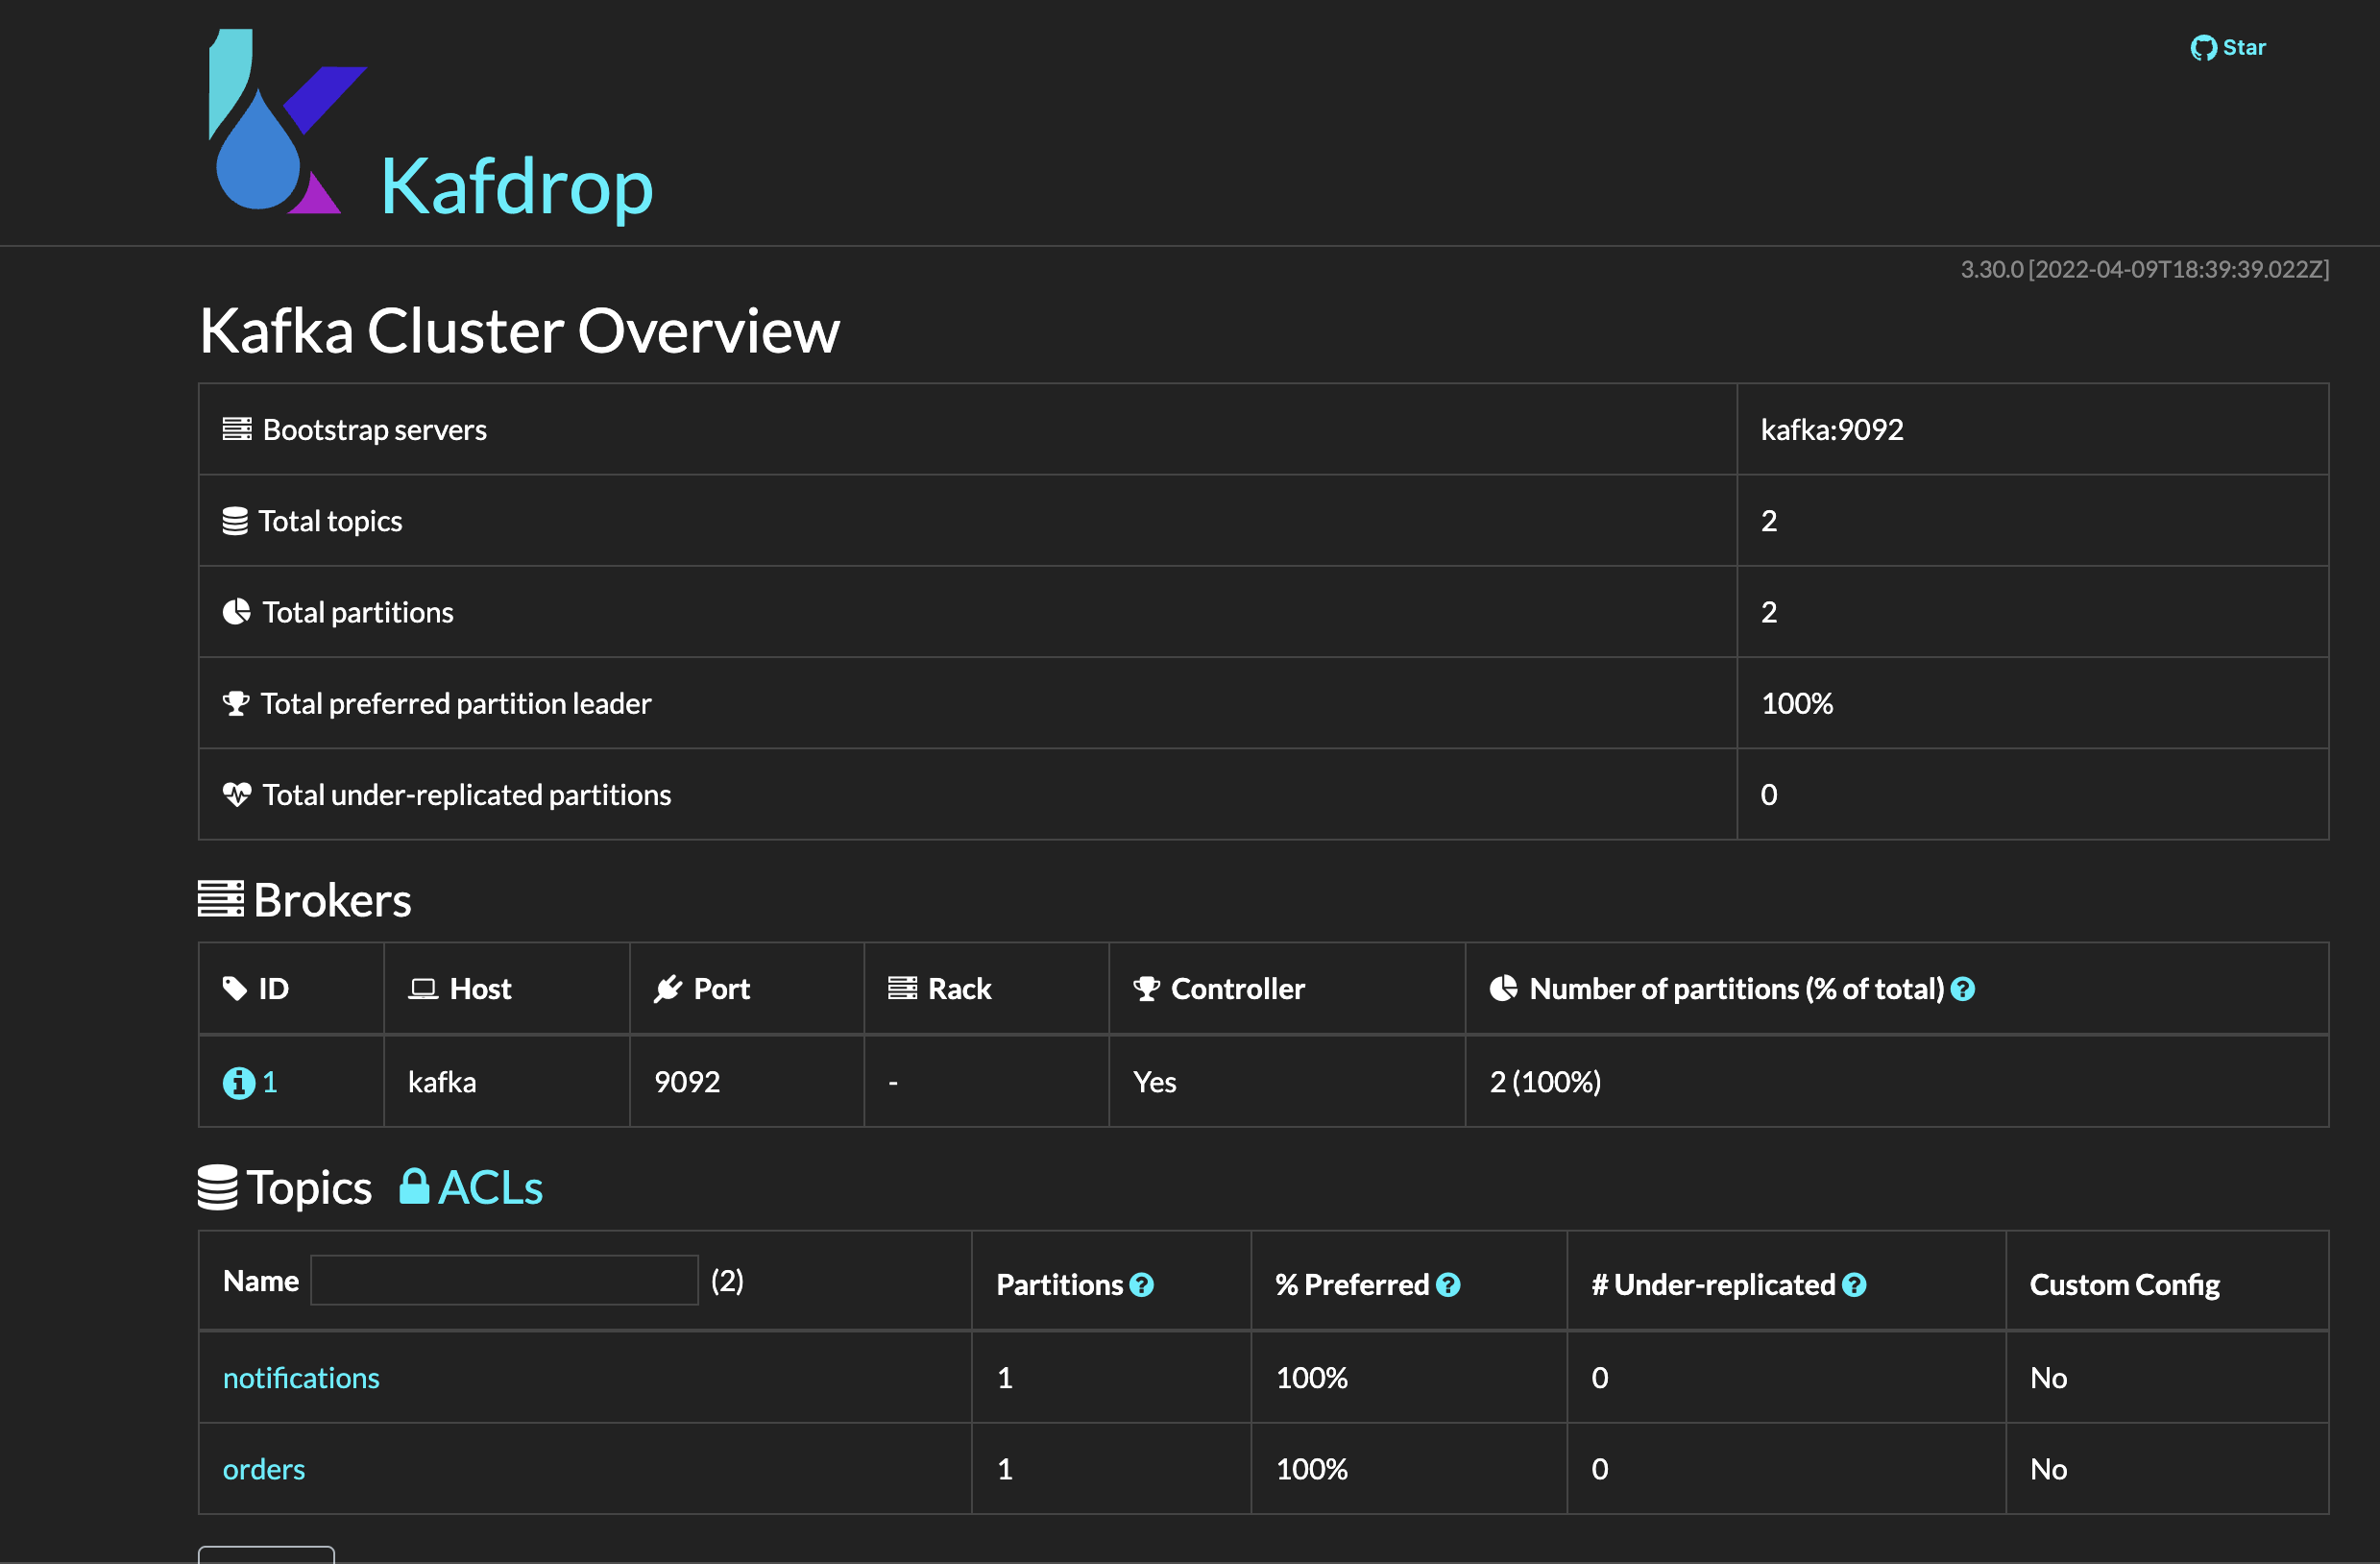 Star
Kafdrop
3.30.0 [2022-04-09T18:39:39.022Z]
Kafka Cluster Overview
Bootstrap servers kafka:9092
Total topics 2
Total partitions 2
Total preferred partition leader 100%
Total under-replicated partitions 0
Brokers
ID Host Port Rack Controller Number of partitions (% of total) ?
1 kafka 9092 - Yes 2 (100%)
Topics ACLs
Name (2) Partitions ? % Preferred ? # Under-replicated ? Custom Config
notifications 1 100% 0 No
orders 1 100% 0 No